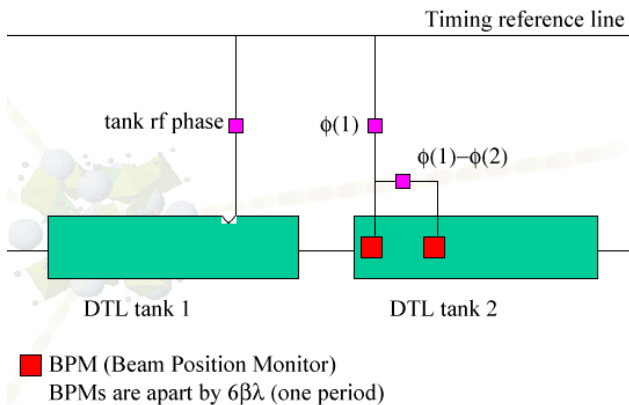 Timing reference line
tank rf phase
ϕ(1)
ϕ(1)−ϕ(2)
DTL tank 1
DTL tank 2
BPM (Beam Position Monitor)
BPMs are apart by 6βλ (one period)